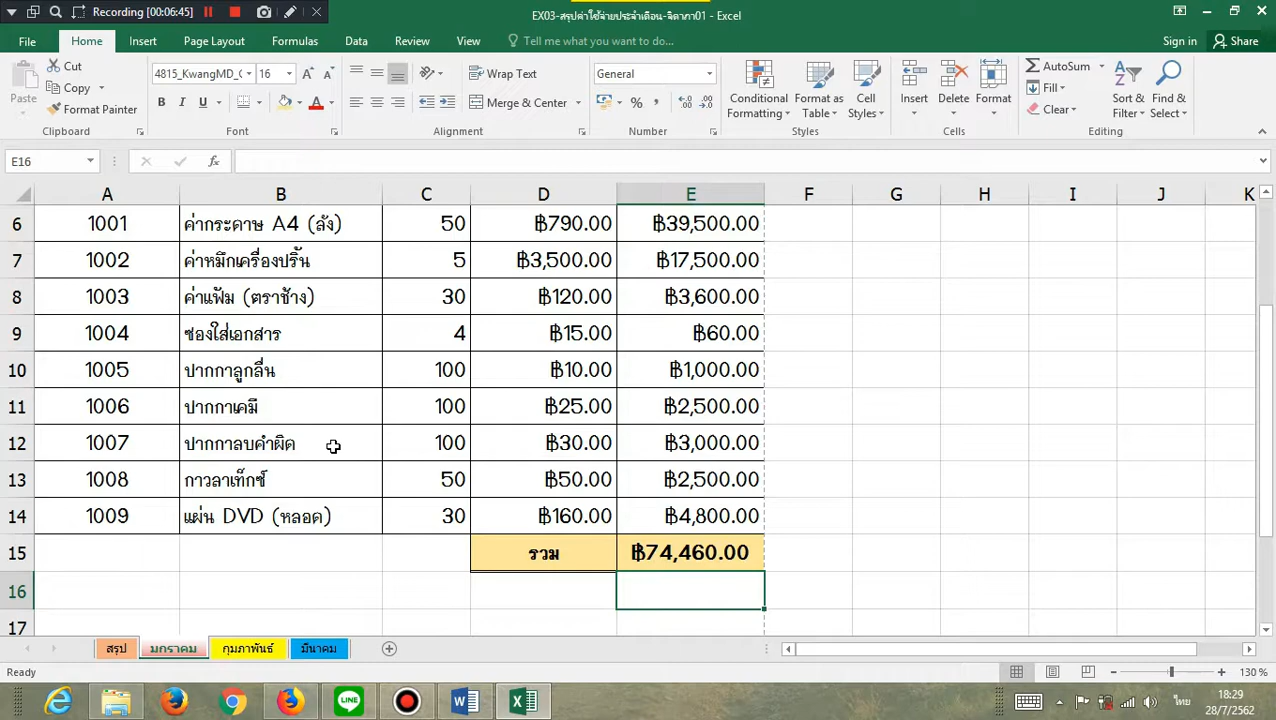 Recording [00:06:45]
EX03-สรุปค่าใช้จ่ายประจำเดือน-จิดาภา01 - Excel
File Home Insert Page Layout Formulas Data Review View Tell me what you want to do... Sign in Share
Paste Cut Copy Format Painter Clipboard
4815_KwangMD_ 16 B I U A Font
Wrap Text Merge & Center Alignment
General % Number
Conditional Formatting Format as Table Cell Styles Styles
Insert Delete Format Cells
AutoSum Fill Clear Sort & Filter Find & Select Editing
E16 fx
A B C D E F G H I J K
6 1001 ค่ากระดาษ A4 (ลัง) 50 ฿790.00 ฿39,500.00
7 1002 ค่าหมึกเครื่องปริ้น 5 ฿3,500.00 ฿17,500.00
8 1003 ค่าแฟ้ม (ตราช้าง) 30 ฿120.00 ฿3,600.00
9 1004 ซองใส่เอกสาร 4 ฿15.00 ฿60.00
10 1005 ปากกาลูกลื่น 100 ฿10.00 ฿1,000.00
11 1006 ปากกาเคมี 100 ฿25.00 ฿2,500.00
12 1007 ปากกาลบคำผิด 100 ฿30.00 ฿3,000.00
13 1008 กาวลาเท็กซ์ 50 ฿50.00 ฿2,500.00
14 1009 แผ่น DVD (หลอด) 30 ฿160.00 ฿4,800.00
15 รวม ฿74,460.00
16
17
สรุป มกราคม กุมภาพันธ์ มีนาคม
Ready 130 %
LINE ไทย 18:29
28/7/2562